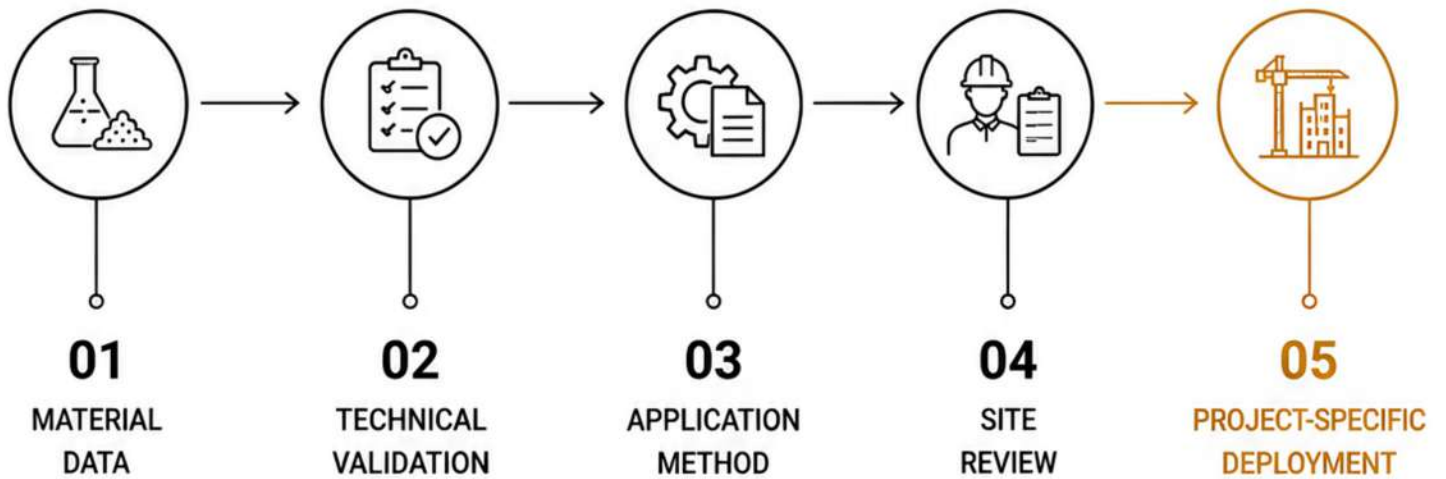 01
MATERIAL
DATA
02
TECHNICAL
VALIDATION
03
APPLICATION
METHOD
04
SITE
REVIEW
05
PROJECT-SPECIFIC
DEPLOYMENT